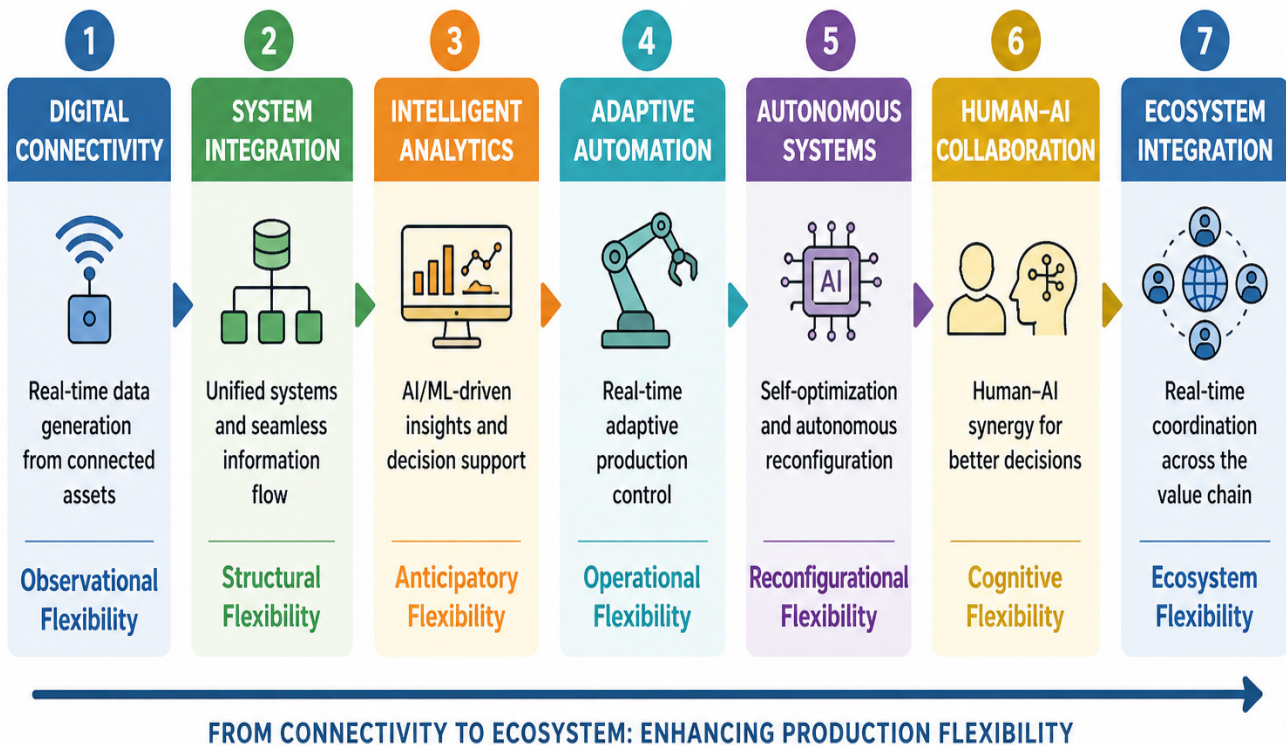 1
DIGITAL
CONNECTIVITY
Real-time data
generation
from connected
assets
Observational
Flexibility
2
SYSTEM
INTEGRATION
Unified systems
and seamless
information
flow
Structural
Flexibility
3
INTELLIGENT
ANALYTICS
AI/ML-driven
insights and
decision support
Anticipatory
Flexibility
4
ADAPTIVE
AUTOMATION
Real-time
adaptive
production
control
Operational
Flexibility
5
AUTONOMOUS
SYSTEMS
AI
Self-optimization
and autonomous
reconfiguration
Reconfigurational
Flexibility
6
HUMAN–AI
COLLABORATION
Human–AI
synergy for
better decisions
Cognitive
Flexibility
7
ECOSYSTEM
INTEGRATION
Real-time
coordination
across the
value chain
Ecosystem
Flexibility
FROM CONNECTIVITY TO ECOSYSTEM: ENHANCING PRODUCTION FLEXIBILITY